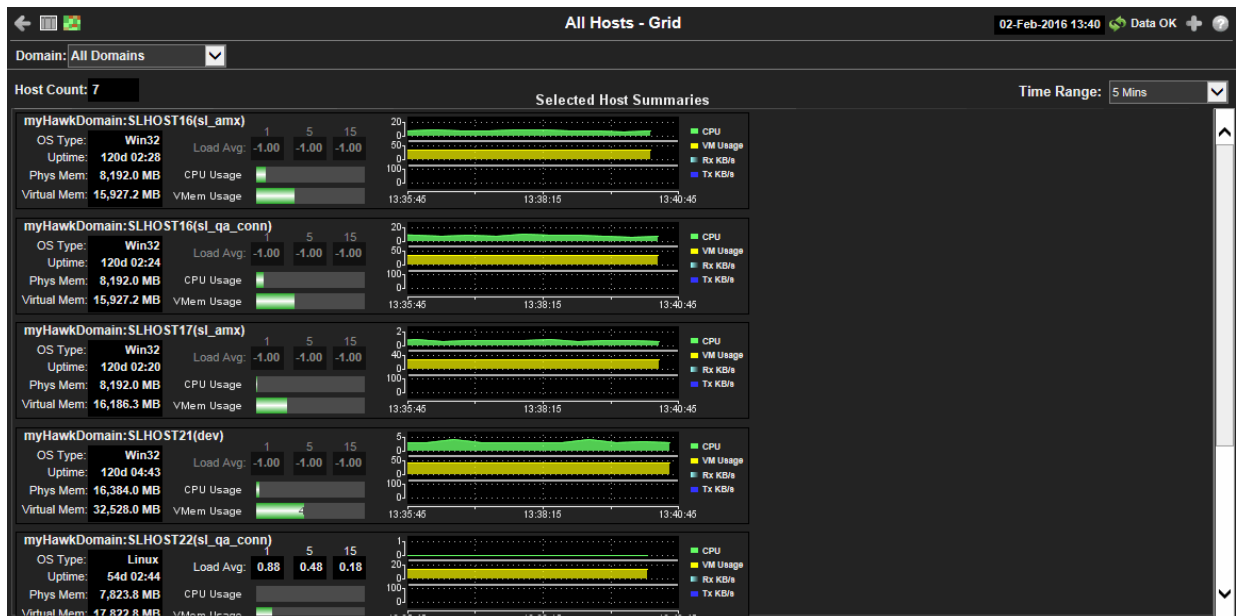 All Hosts - Grid
02-Feb-2016 13:40 Data OK
Domain: All Domains
Host Count: 7
Selected Host Summaries
Time Range: 5 Mins
myHawkDomain:SLHOST16(sl_amx)
1 5 15
OS Type: Win32
Load Avg: -1.00 -1.00 -1.00
Uptime: 120d 02:28
Phys Mem: 8,192.0 MB CPU Usage
Virtual Mem: 15,927.2 MB VMem Usage
20
0
50
0
100
0
13:35:45 13:38:15 13:40:45
CPU
VM Usage
Rx KB/s
Tx KB/s
myHawkDomain:SLHOST16(sl_qa_conn)
1 5 15
OS Type: Win32
Load Avg: -1.00 -1.00 -1.00
Uptime: 120d 02:24
Phys Mem: 8,192.0 MB CPU Usage
Virtual Mem: 15,927.2 MB VMem Usage
20
0
50
0
100
0
13:35:45 13:38:15 13:40:45
CPU
VM Usage
Rx KB/s
Tx KB/s
myHawkDomain:SLHOST17(sl_amx)
1 5 15
OS Type: Win32
Load Avg: -1.00 -1.00 -1.00
Uptime: 120d 02:20
Phys Mem: 8,192.0 MB CPU Usage
Virtual Mem: 16,186.3 MB VMem Usage
2
0
40
0
100
0
13:35:45 13:38:15 13:40:45
CPU
VM Usage
Rx KB/s
Tx KB/s
myHawkDomain:SLHOST21(dev)
1 5 15
OS Type: Win32
Load Avg: -1.00 -1.00 -1.00
Uptime: 120d 04:43
Phys Mem: 16,384.0 MB CPU Usage
Virtual Mem: 32,528.0 MB VMem Usage
5
0
50
0
100
0
13:35:45 13:38:15 13:40:45
CPU
VM Usage
Rx KB/s
Tx KB/s
myHawkDomain:SLHOST22(sl_qa_conn)
1 5 15
OS Type: Linux
Load Avg: 0.88 0.48 0.18
Uptime: 54d 02:44
Phys Mem: 7,823.8 MB CPU Usage
Virtual Mem: 17,822.8 MB VMem Usage
1
0
20
0
100
0
CPU
VM Usage
Rx KB/s
Tx KB/s